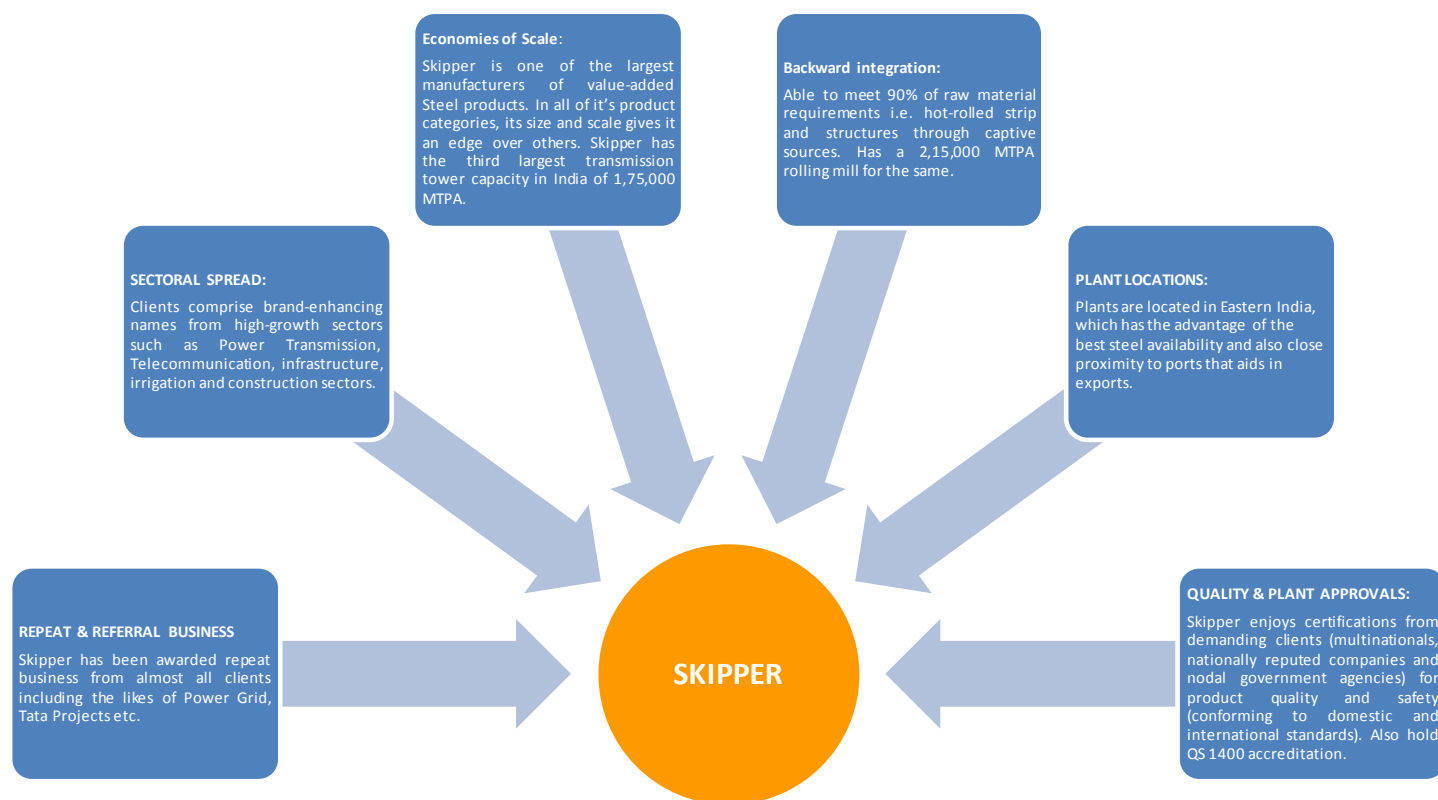 Economies of Scale:
Skipper is one of the largest
manufacturers of value-added
Steel products. In all of it's product
categories, its size and scale gives it
an edge over others. Skipper has
the third largest transmission
tower capacity in India of 1,75,000
MTPA.
Backward integration:
Able to meet 90% of raw material
requirements i.e. hot-rolled strip
and structures through captive
sources. Has a 2,15,000 MTPA
rolling mill for the same.
SECTORAL SPREAD:
Clients comprise brand-enhancing
names from high-growth sectors
such as Power Transmission,
Telecommunication, infrastructure,
irrigation and construction sectors.
PLANT LOCATIONS:
Plants are located in Eastern India,
which has the advantage of the
best steel availability and also close
proximity to ports that aids in
exports.
REPEAT & REFERRAL BUSINESS
Skipper has been awarded repeat
business from almost all clients
including the likes of Power Grid,
Tata Projects etc.
SKIPPER
QUALITY & PLANT APPROVALS:
Skipper enjoys certifications from
demanding clients (multinationals,
nationally reputed companies and
nodal government agencies) for
product quality and safety
(conforming to domestic and
international standards). Also hold
QS 1400 accreditation.